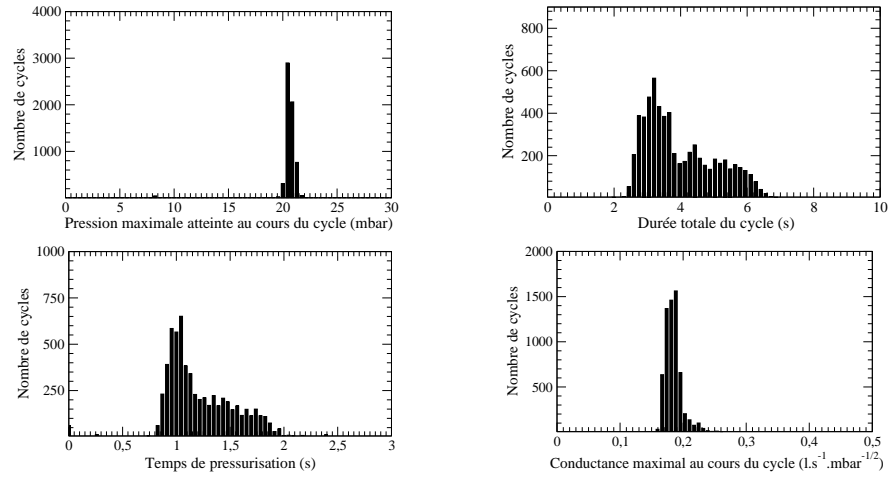 4000
3000
2000
1000
Nombre de cycles
0 5 10 15 20 25 30
Pression maximale atteinte au cours du cycle (mbar)
800
600
400
200
Nombre de cycles
0 2 4 6 8 10
Durée totale du cycle (s)
1000
750
500
250
Nombre de cycles
0 0,5 1 1,5 2 2,5 3
Temps de pressurisation (s)
2000
1500
1000
500
Nombre de cycles
0 0,1 0,2 0,3 0,4 0,5
Conductance maximal au cours du cycle (l.s⁻¹.mbar⁻¹/²)